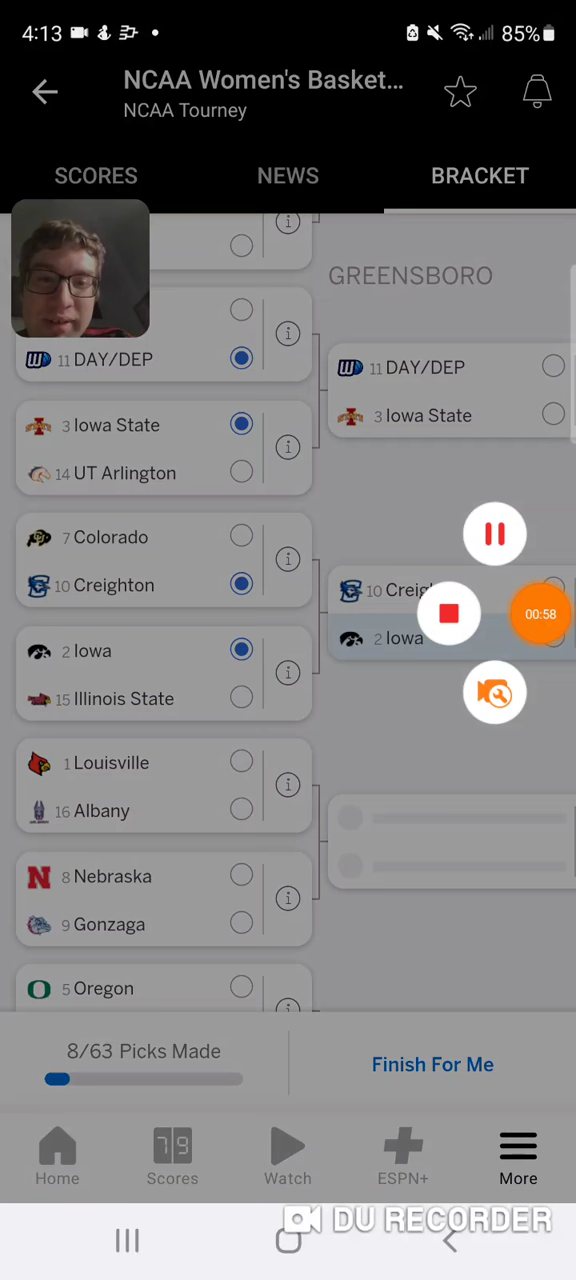 4:13
85%
NCAA Women's Basket...
NCAA Tourney
SCORES
NEWS
BRACKET
GREENSBORO
11 DAY/DEP
3 Iowa State
14 UT Arlington
7 Colorado
10 Creighton
2 Iowa
15 Illinois State
1 Louisville
16 Albany
8 Nebraska
9 Gonzaga
5 Oregon
11 DAY/DEP
3 Iowa State
10 Creig
2 Iowa
00:58
8/63 Picks Made
Finish For Me
Home
Scores
Watch
ESPN+
More
DU RECORDER